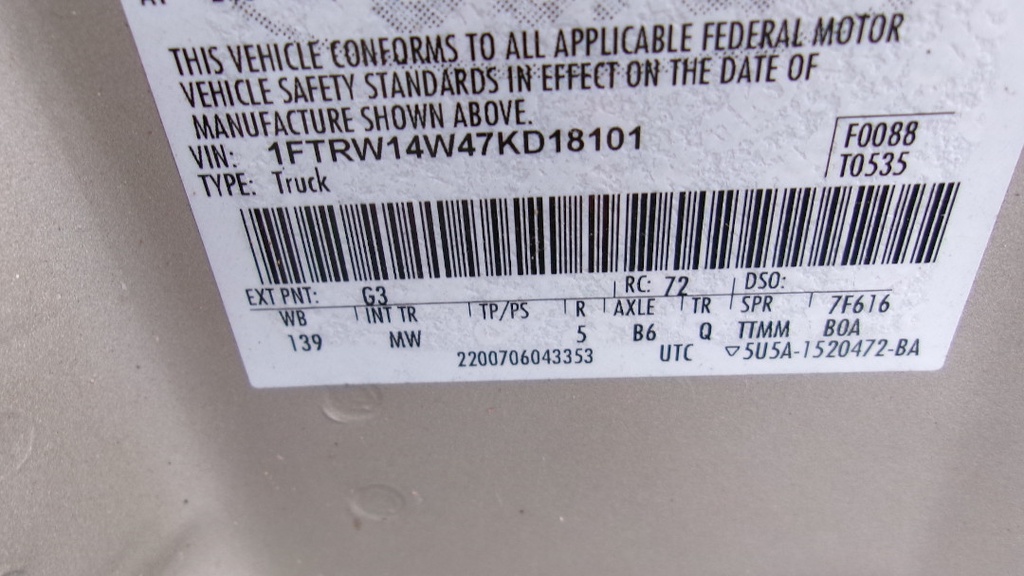 THIS VEHICLE CONFORMS TO ALL APPLICABLE FEDERAL MOTOR
VEHICLE SAFETY STANDARDS IN EFFECT ON THE DATE OF
MANUFACTURE SHOWN ABOVE.
VIN: 1FTRW14W47KD18101
F0088
TYPE: Truck
T0535
EXT PNT: G3 RC: 72 DSO:
WB INT TR TP/PS R AXLE TR SPR 7F616
139 MW 5 B6 Q TTMM B0A
2200706043353 UTC ▽5U5A-1520472-BA